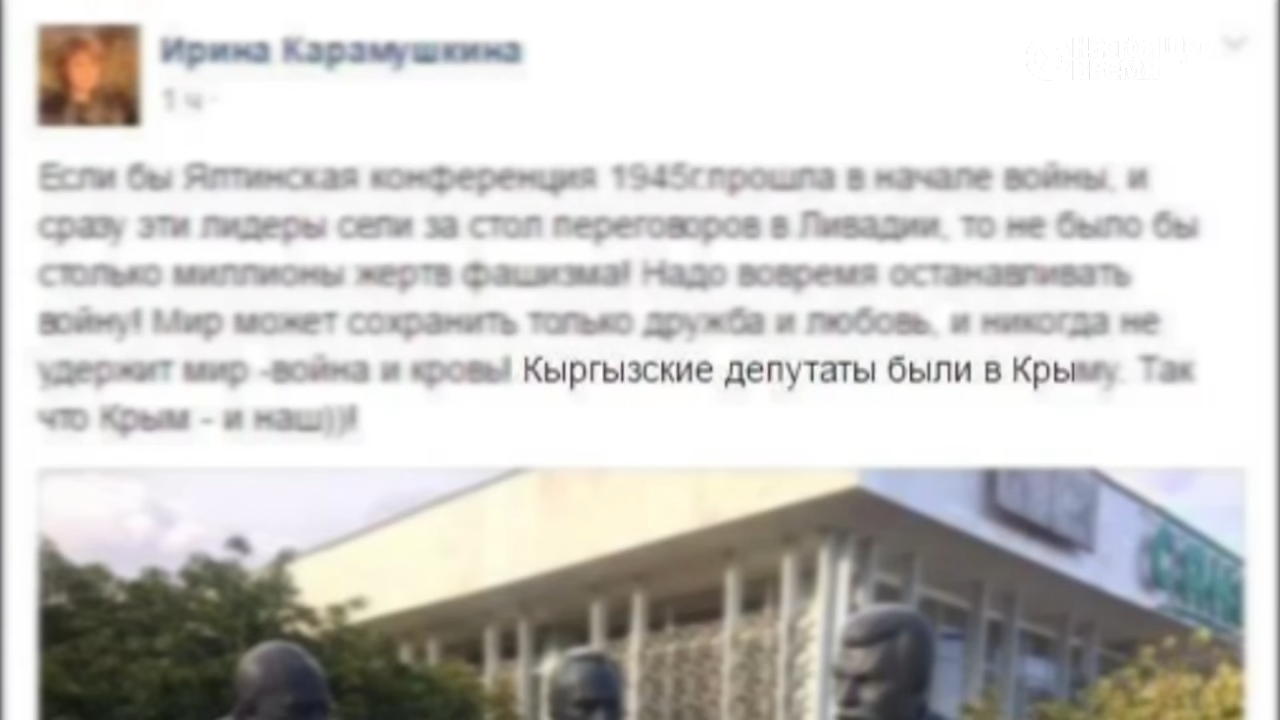 Ирина Карамушкина
1 ч ·
Настоящее
Время
Если бы Ялтинская конференция 1945г.прошла в начале войны, и
сразу эти лидеры сели за стол переговоров в Ливадии, то не было бы
столько миллионы жертв фашизма! Надо вовремя останавливать
войну! Мир может сохранить только дружба и любовь, и никогда не
удержит мир -война и кровь! Кыргызские депутаты были в Крыму. Так
что Крым - и наш))!